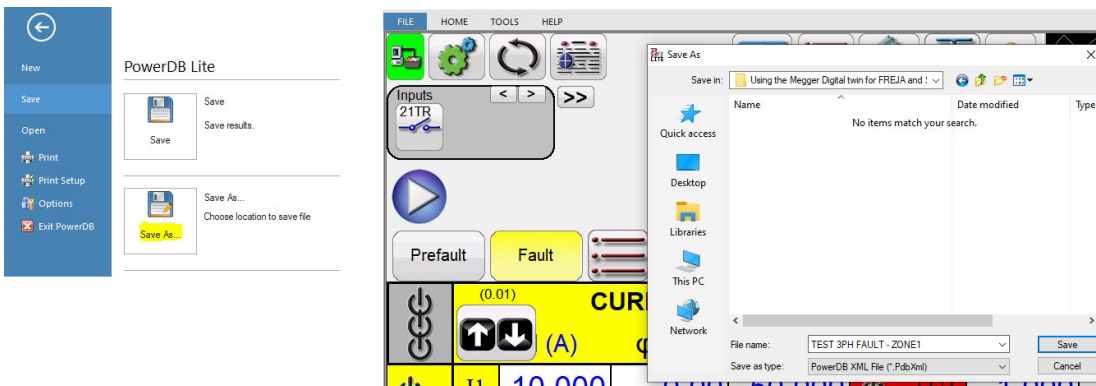 New
Save
Open
Print
Print Setup
Options
Exit PowerDB
PowerDB Lite
Save
Save
Save results.
Save As...
Save As...
Choose location to save file
FILE HOME TOOLS HELP
Inputs < > >>
21TR
Prefault Fault
(0.01)
(A)
I1 10.000
Save As
Save in: Using the Megger Digital twin for FREJA and
Name Date modified Type
No items match your search.
Quick access
Desktop
Libraries
This PC
Network
File name: TEST 3PH FAULT - ZONE1 Save
Save as type: PowerDB XML File (*.PdbXml) Cancel